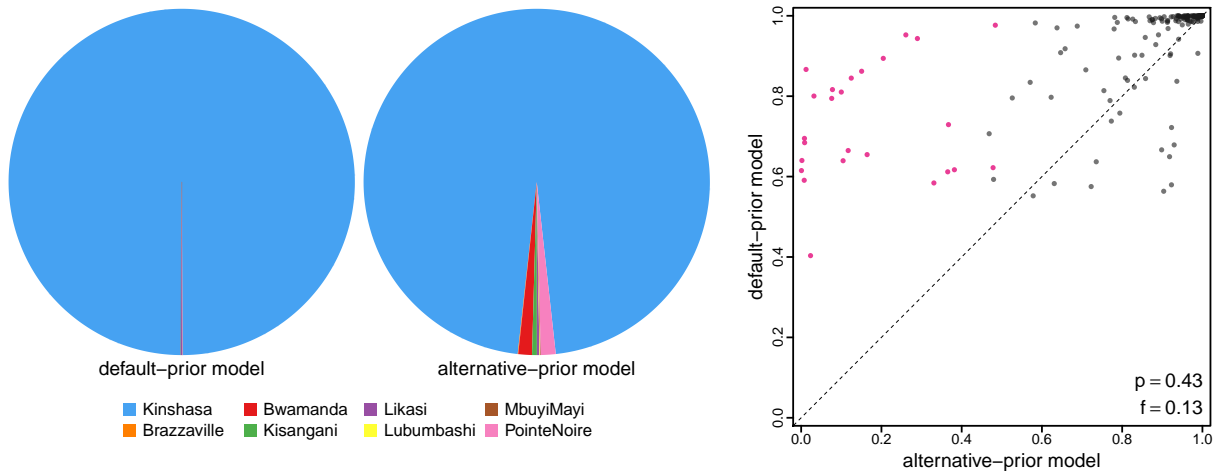 default−prior model
alternative−prior model
Kinshasa
Bwamanda
Likasi
MbuyiMayi
Brazzaville
Kisangani
Lubumbashi
PointeNoire
default−prior model
1.0
0.8
0.6
0.4
0.2
0.0
p = 0.43
f = 0.13
0.0 0.2 0.4 0.6 0.8 1.0
alternative−prior model